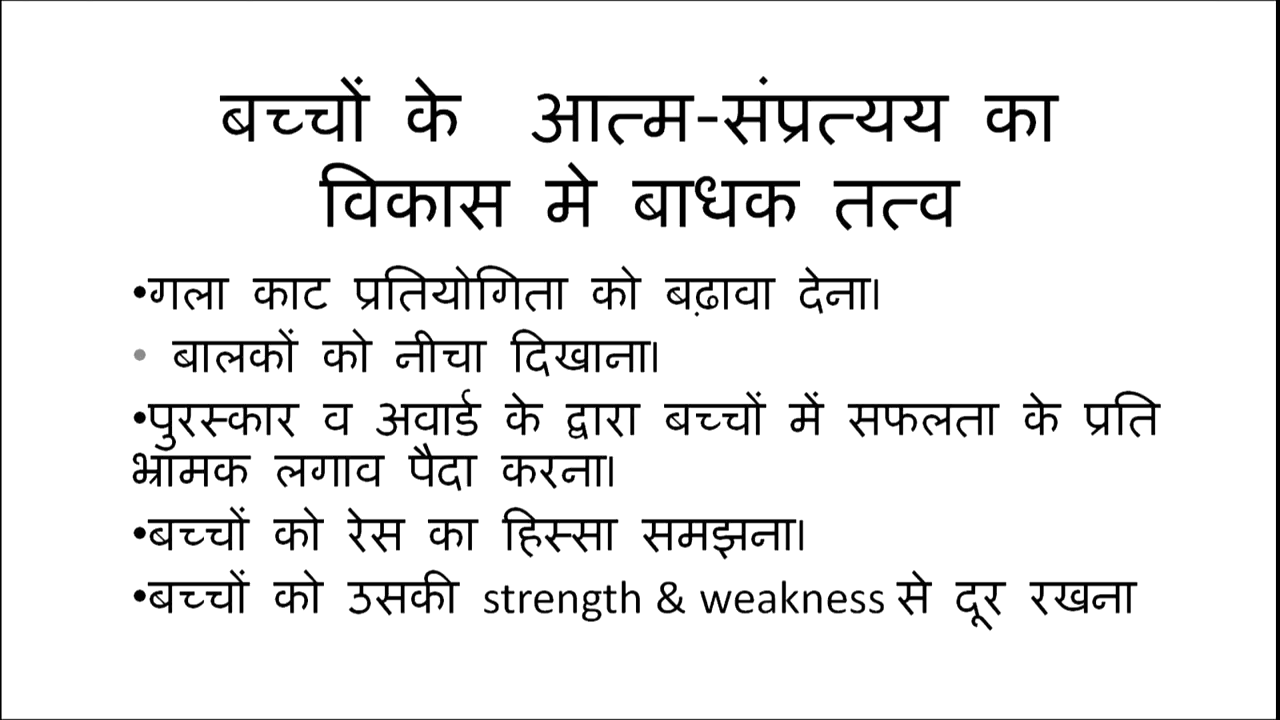 बच्चों के आत्म-संप्रत्यय का
विकास मे बाधक तत्व
•गला काट प्रतियोगिता को बढ़ावा देना।
• बालकों को नीचा दिखाना।
•पुरस्कार व अवार्ड के द्वारा बच्चों में सफलता के प्रति
भ्रामक लगाव पैदा करना।
•बच्चों को रेस का हिस्सा समझना।
•बच्चों को उसकी strength & weakness से दूर रखना